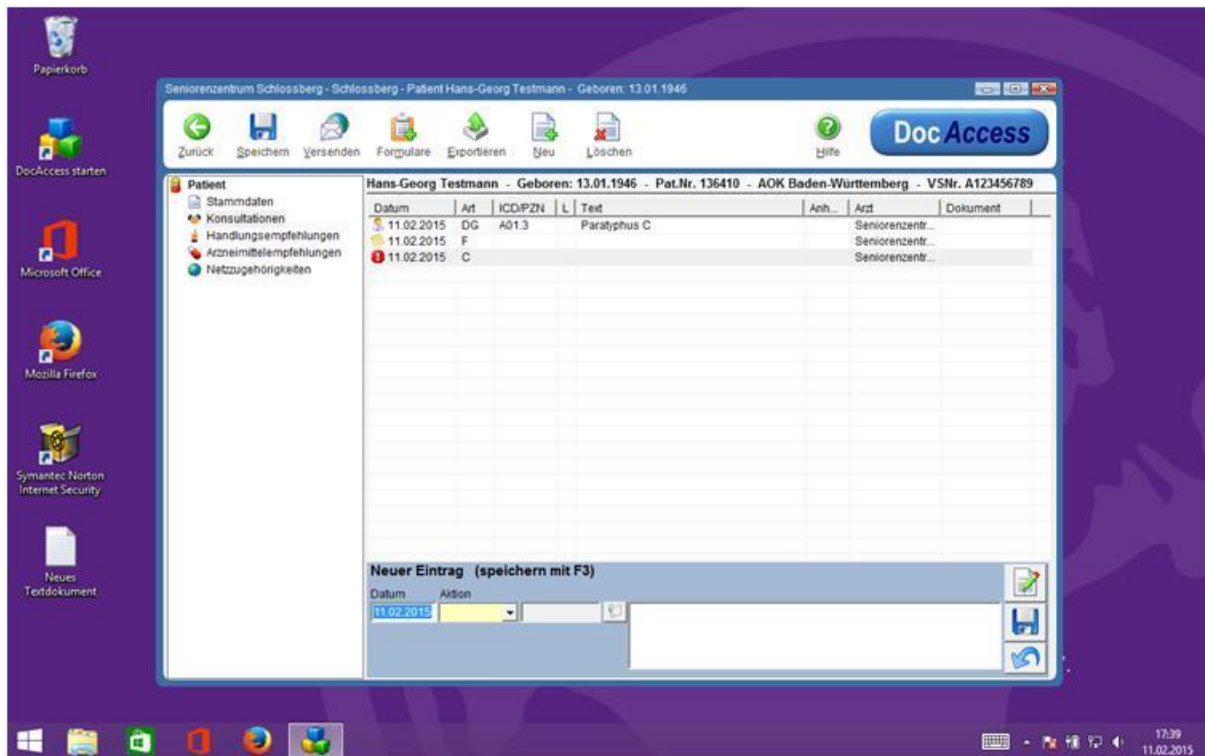 Papierkorb
DocAccess starten
Microsoft Office
Mozilla Firefox
Symantec Norton
Internet Security
Neues
Textdokument
Seniorenzentrum Schlossberg - Schlossberg - Patient Hans-Georg Testmann - Geboren: 13.01.1946
Zurück Speichern Versenden Formulare Exportieren Neu Löschen Hilfe DocAccess
Patient
Stammdaten
Konsultationen
Handlungsempfehlungen
Arzneimittelempfehlungen
Netzzugehörigkeiten
Hans-Georg Testmann - Geboren: 13.01.1946 - Pat.Nr. 136410 - AOK Baden-Württemberg - VSNr. A123456789
Datum Art ICD/PZN L Text Anh... Arzt Dokument
11.02.2015 DG A01.3 Paratyphus C Seniorenzentr...
11.02.2015 F Seniorenzentr...
11.02.2015 C Seniorenzentr...
Neuer Eintrag (speichern mit F3)
Datum Aktion
11.02.2015
17:39
11.02.2015